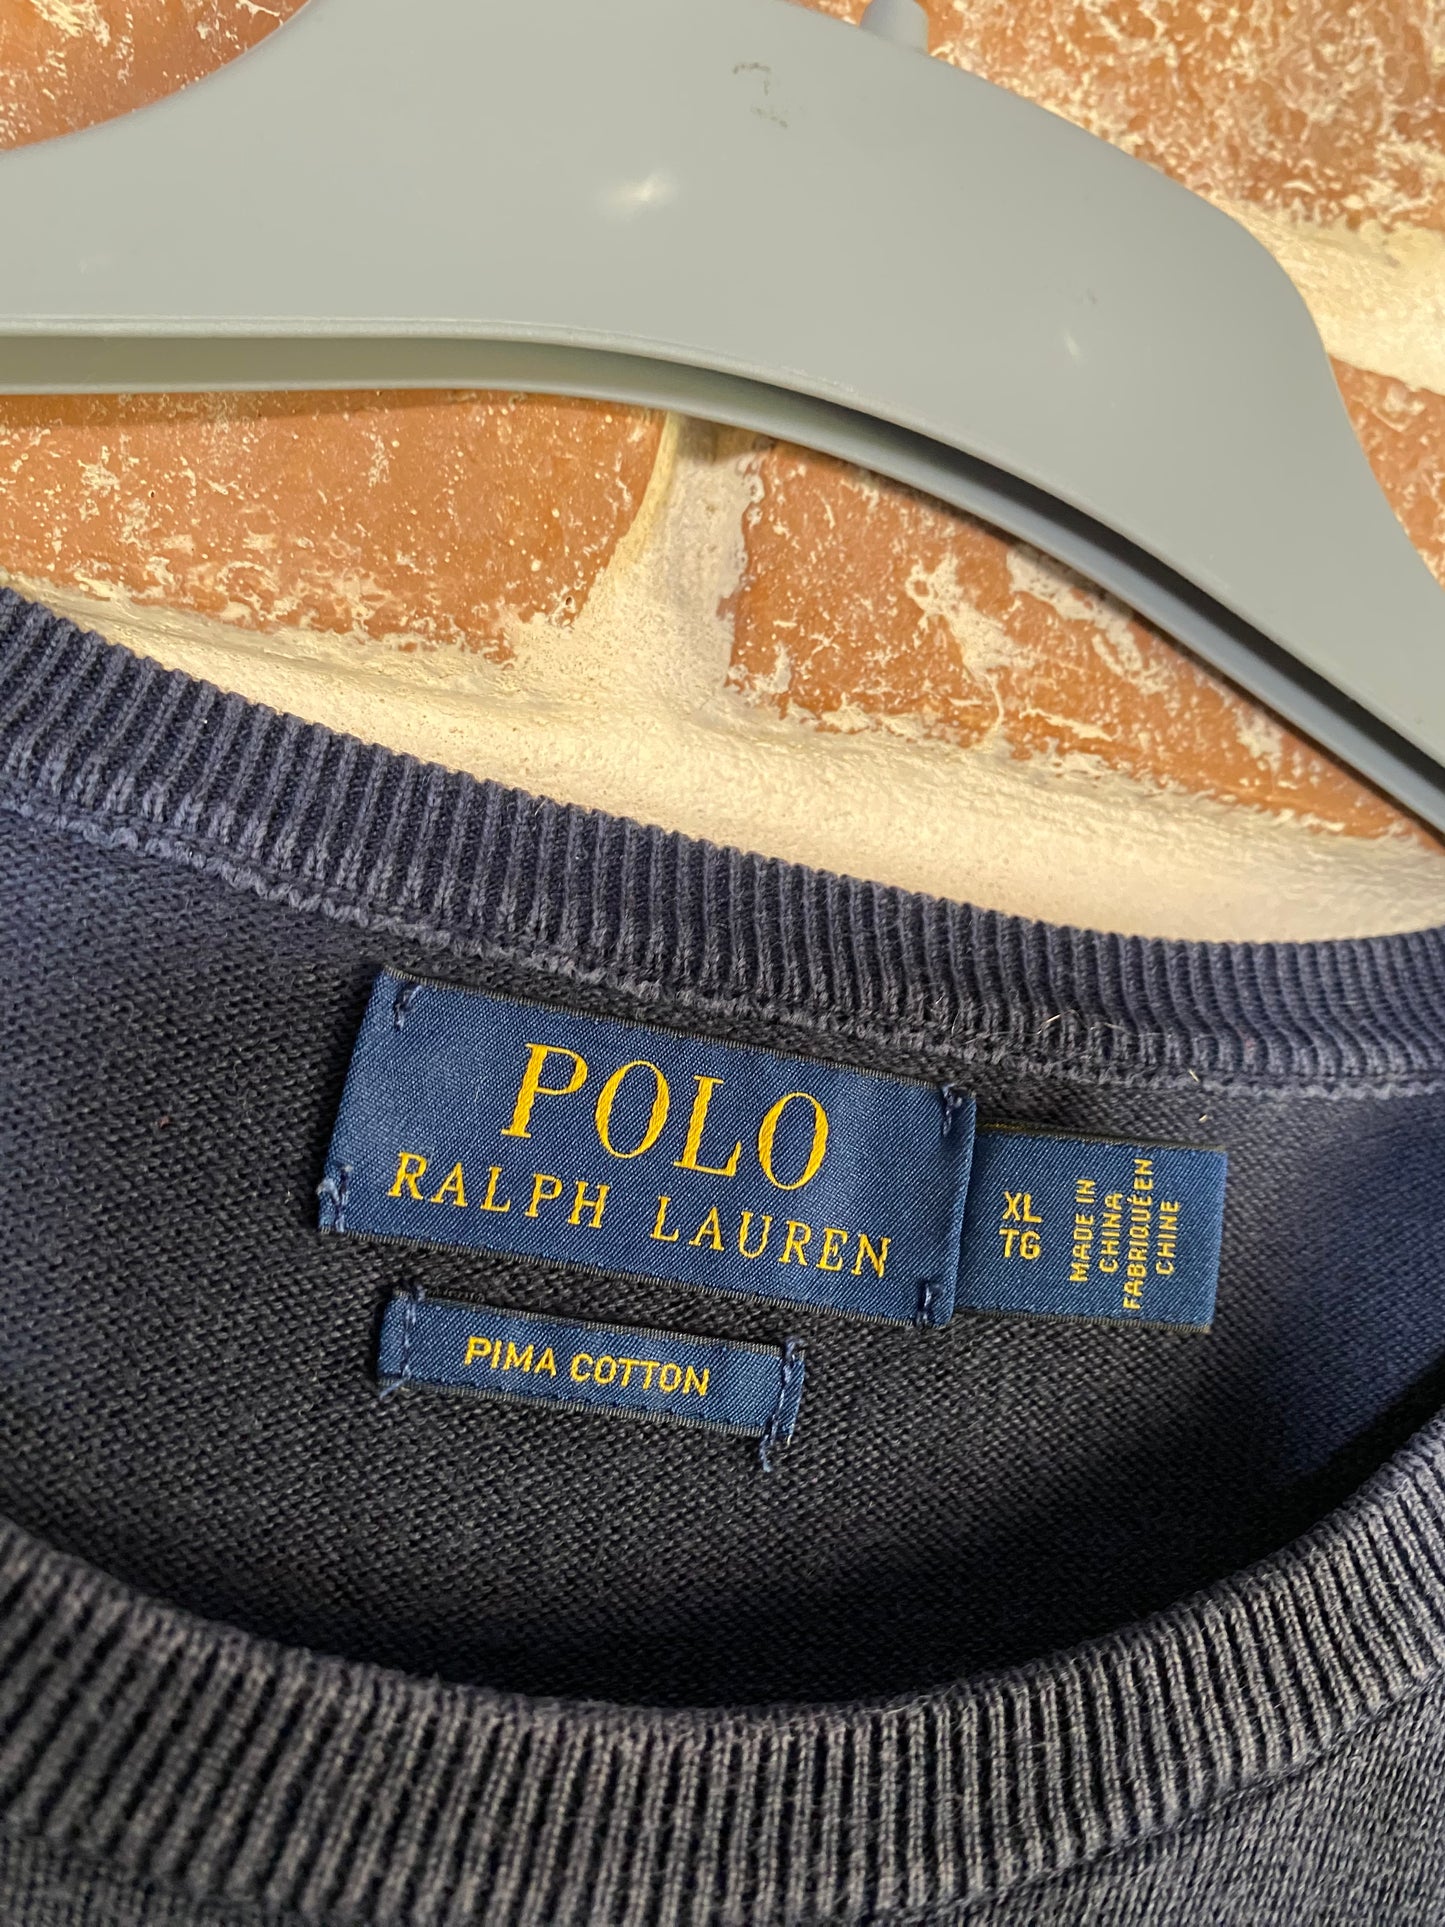 POLO
RALPH LAUREN
XL
TG
MADE IN
CHINA
FABRIQUÉ EN
CHINE
PIMA COTTON